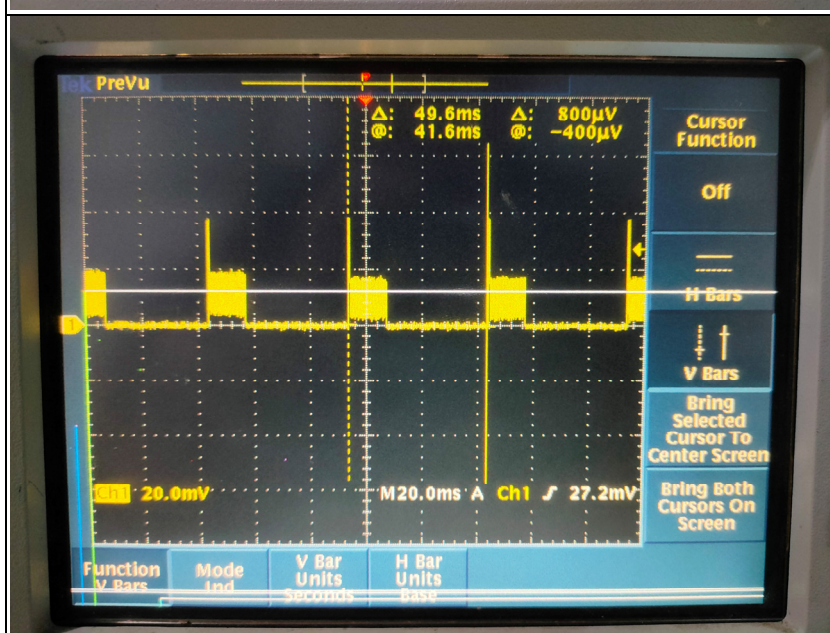 Tek PreVu
Δ: 49.6ms Δ: 800μV
@: 41.6ms @: -400μV
1
Ch1 20.0mV M20.0ms A Ch1 27.2mV
Cursor
Function
Off
H Bars
V Bars
Bring
Selected
Cursor To
Center Screen
Bring Both
Cursors On
Screen
Function
V Bars
Mode
Ind
V Bar
Units
Seconds
H Bar
Units
Base